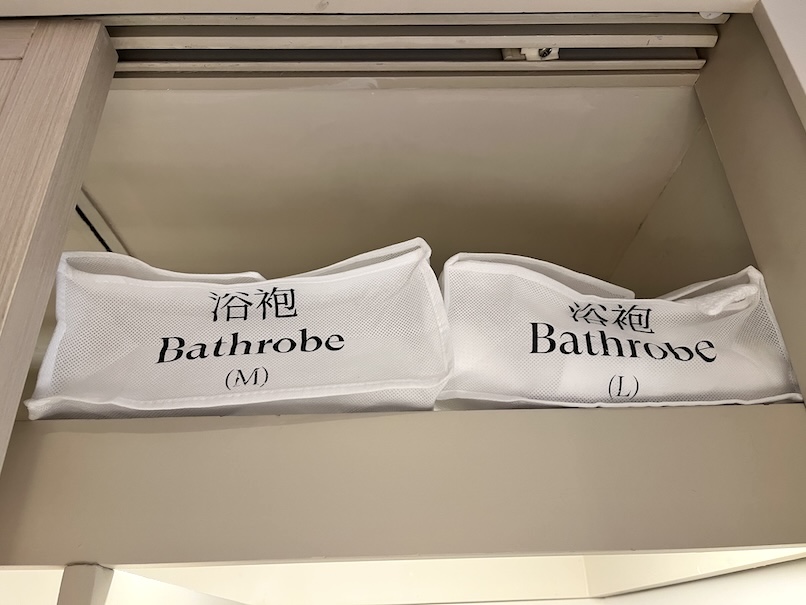 浴袍
Bathrobe
(M)
浴袍
Bathrobe
(L)